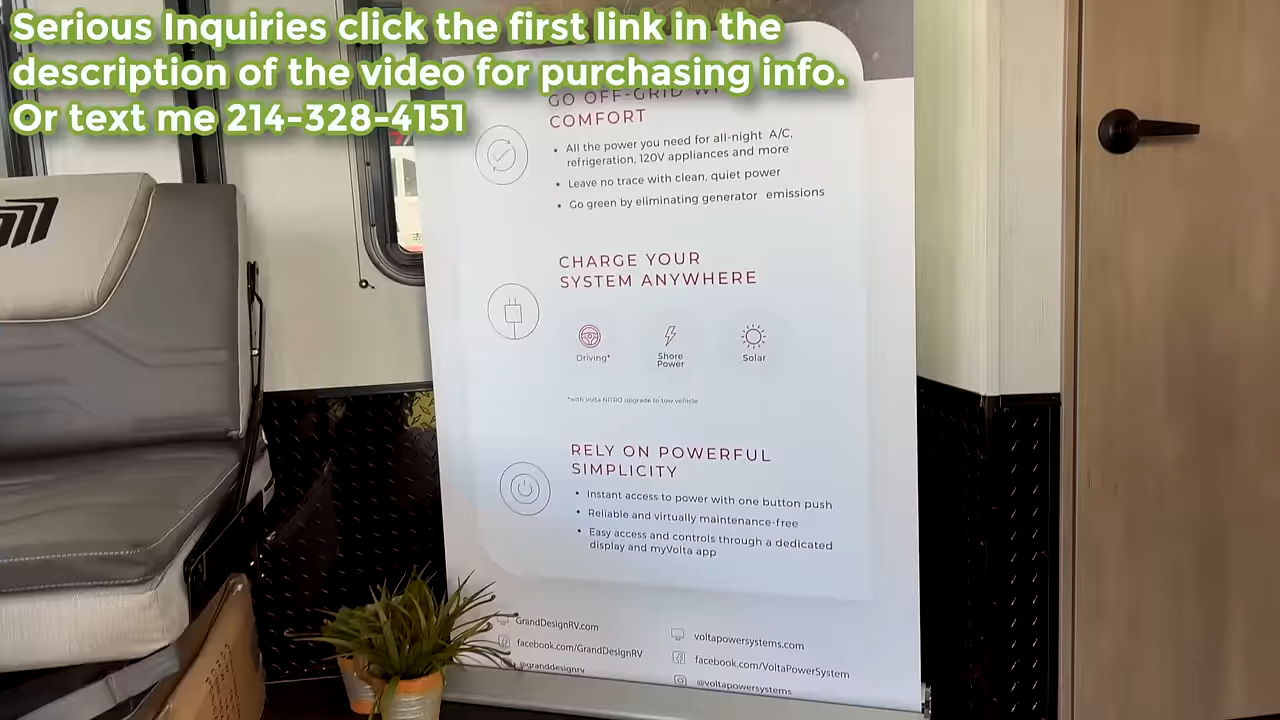 Serious Inquiries click the first link in the
description of the video for purchasing info.
Or text me 214-328-4151
GO OFF-GRID
COMFORT
• All the power you need for all-night A/C,
refrigeration, 120V appliances and more
• Leave no trace with clean, quiet power
• Go green by eliminating generator emissions
CHARGE YOUR
SYSTEM ANYWHERE
Driving*
Shore
Power
Solar
*with Volta NITRO upgrade to tow vehicle
RELY ON POWERFUL
SIMPLICITY
• Instant access to power with one button push
• Reliable and virtually maintenance-free
• Easy access and controls through a dedicated
display and myVolta app
GrandDesignRV.com
facebook.com/GrandDesignRV
@granddesignrv
voltapowersystems.com
facebook.com/VoltaPowerSystem
@voltapowersystems